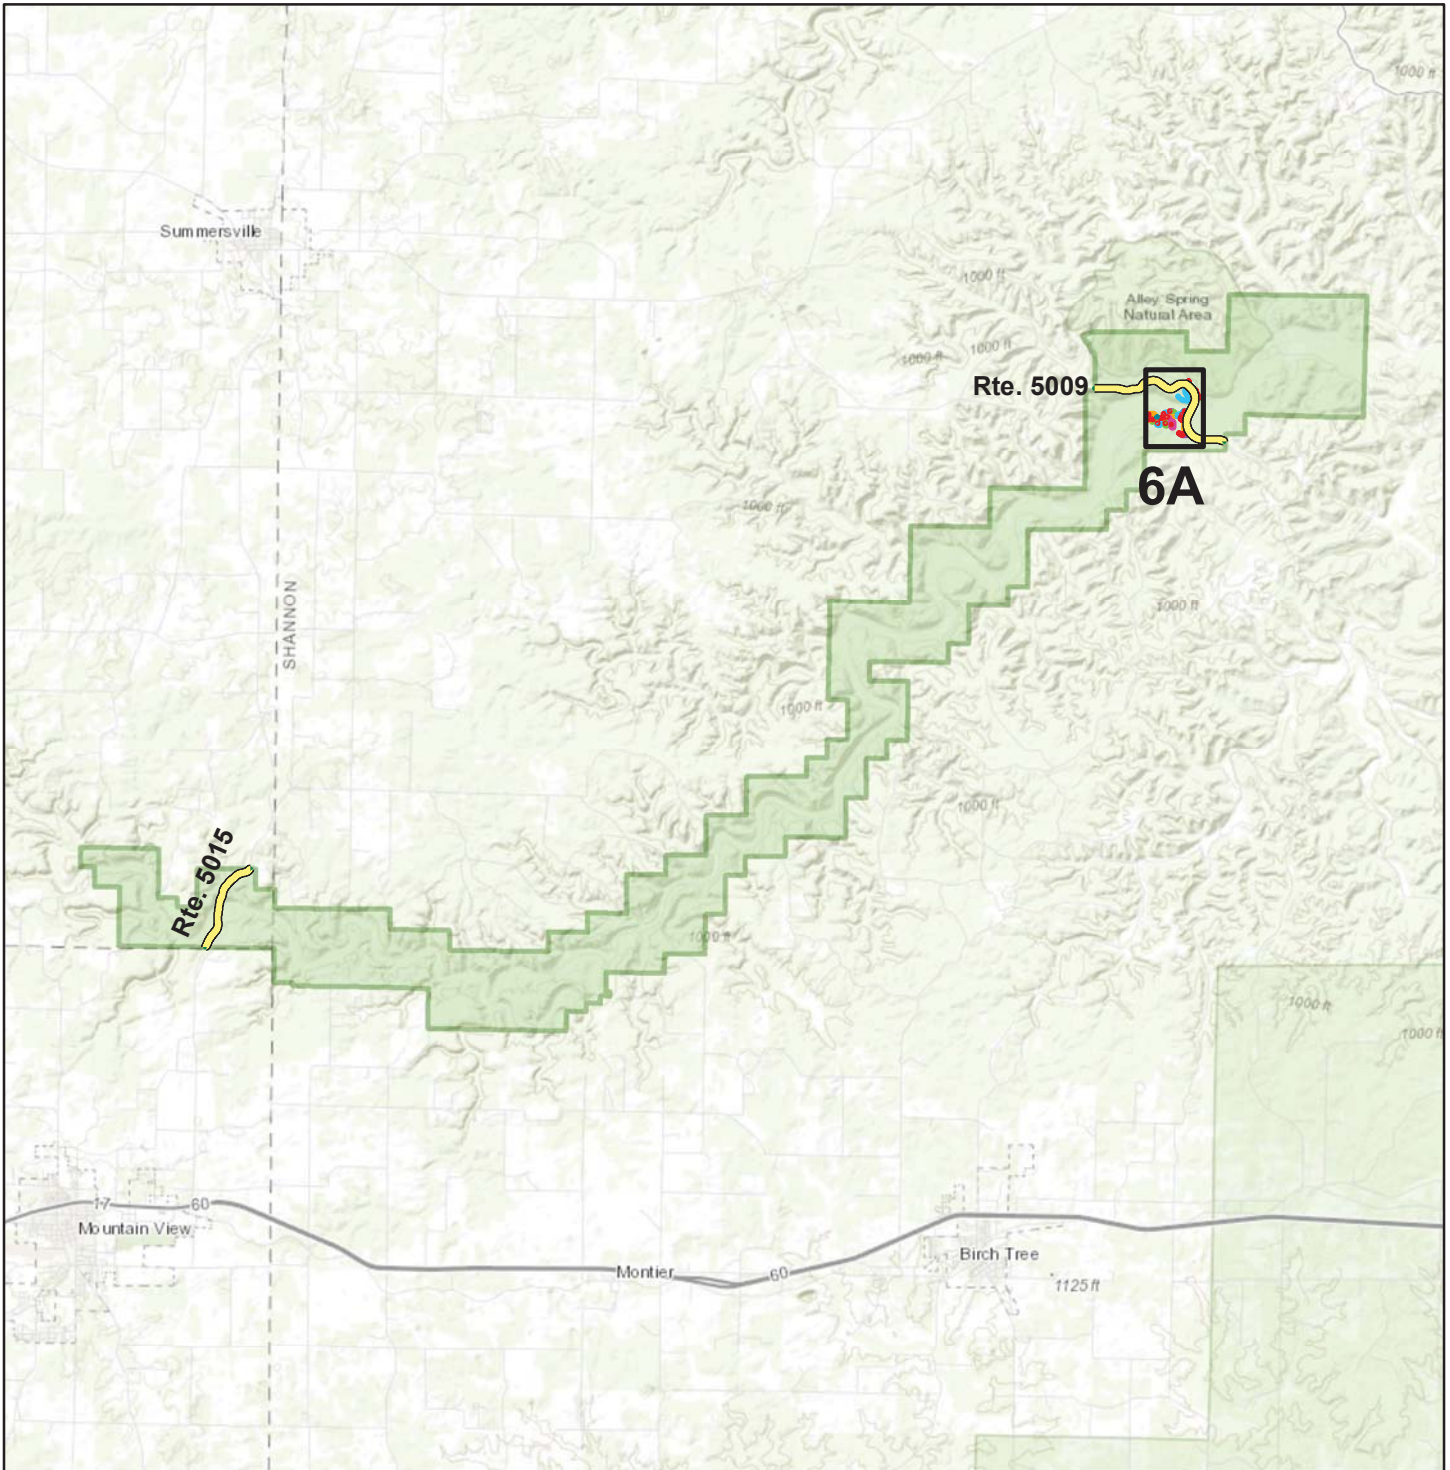 1000 ft
Summersville
1000 ft
Alley Spring
Natural Area
1000 ft
1000 ft
Rte. 5009
6A
1000 ft
SHANNON
1000 ft
1000 ft
1000 ft
Rte. 5015
1000 ft
1000 ft
1000 ft
17
60
Mountain View
Birch Tree
Montier
60
1125 ft